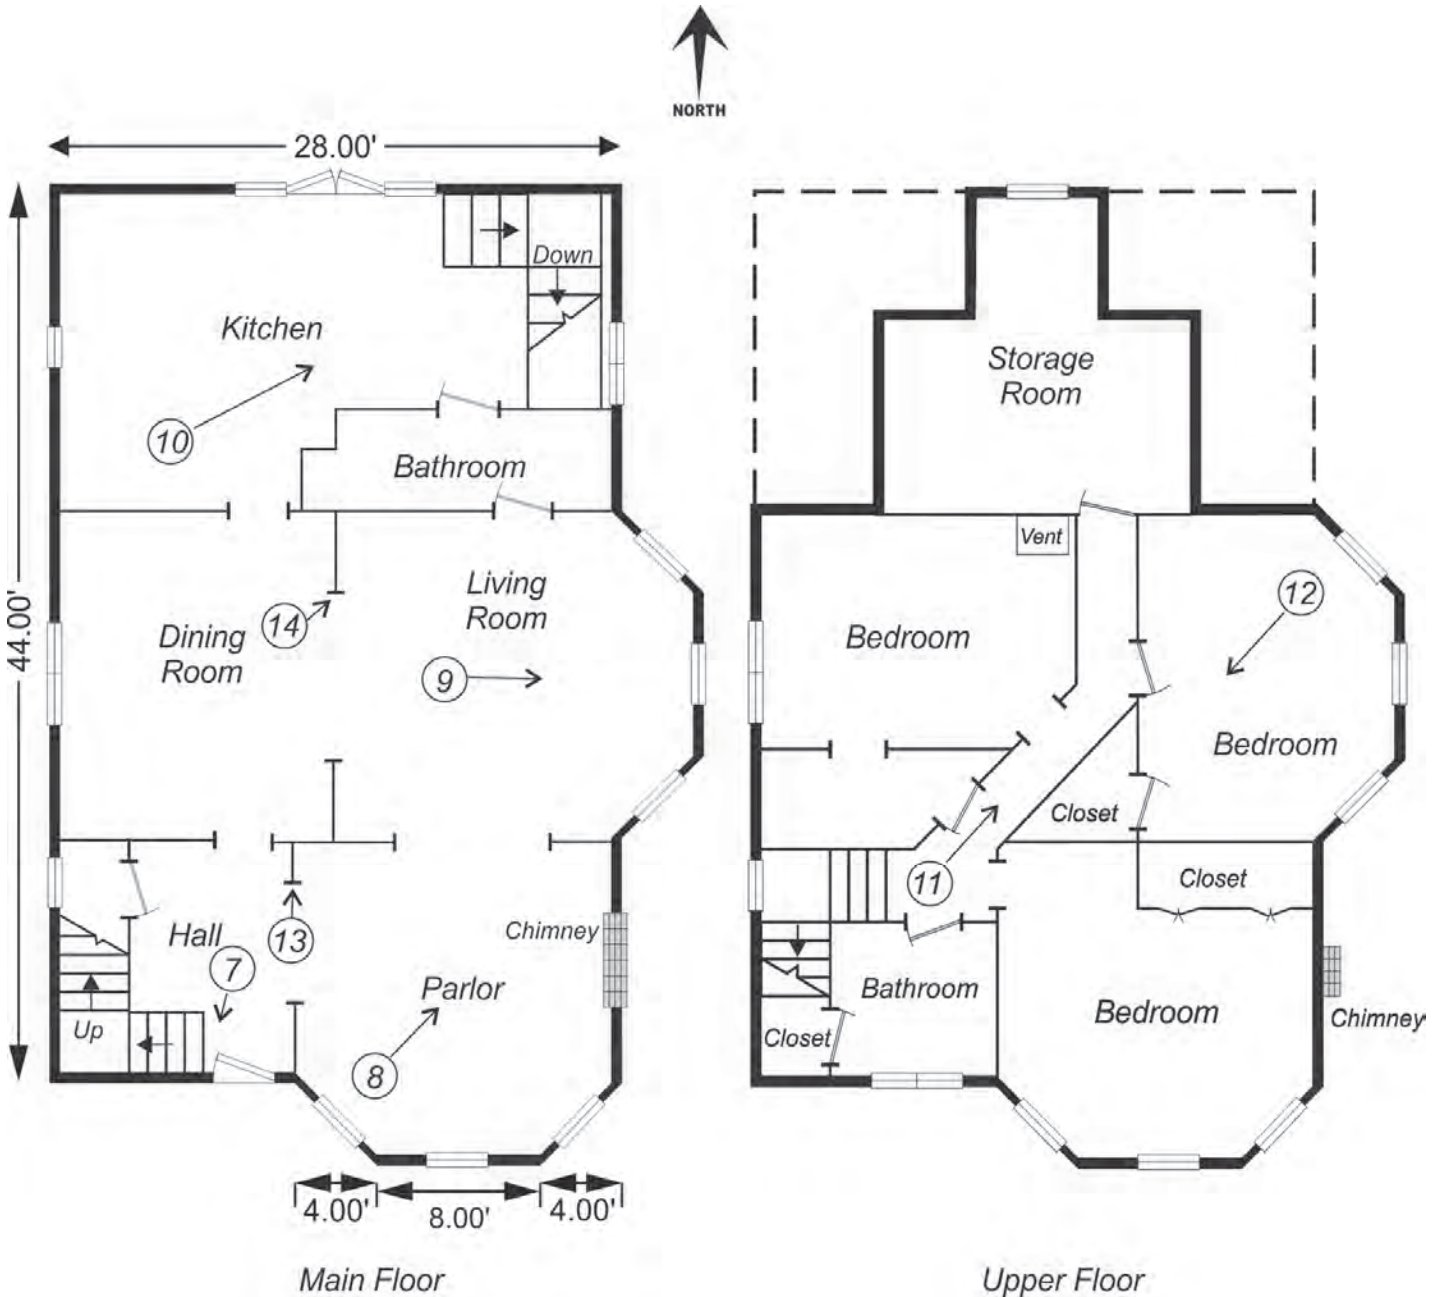 NORTH
28.00'
44.00'
Down
Kitchen
10
Bathroom
Living
Room
14
Dining
Room
9
Chimney
Hall
13
7
Parlor
Up
8
4.00'
8.00'
4.00'
Main Floor
Storage
Room
Vent
12
Bedroom
Bedroom
Closet
11
Closet
Bathroom
Bedroom
Chimney
Closet
Upper Floor